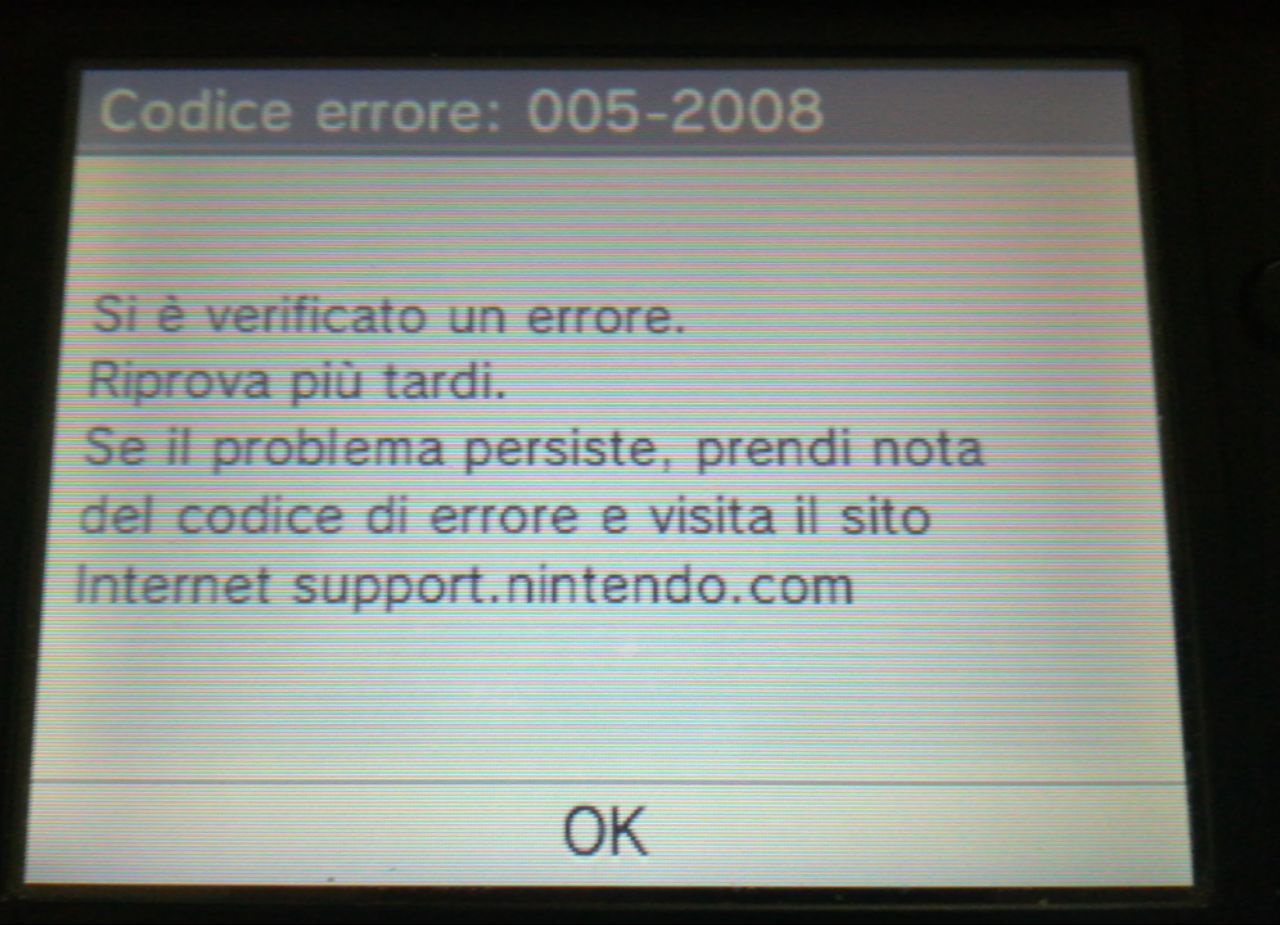 Codice errore: 005-2008
Si è verificato un errore.
Riprova più tardi.
Se il problema persiste, prendi nota
del codice di errore e visita il sito
Internet support.nintendo.com
OK